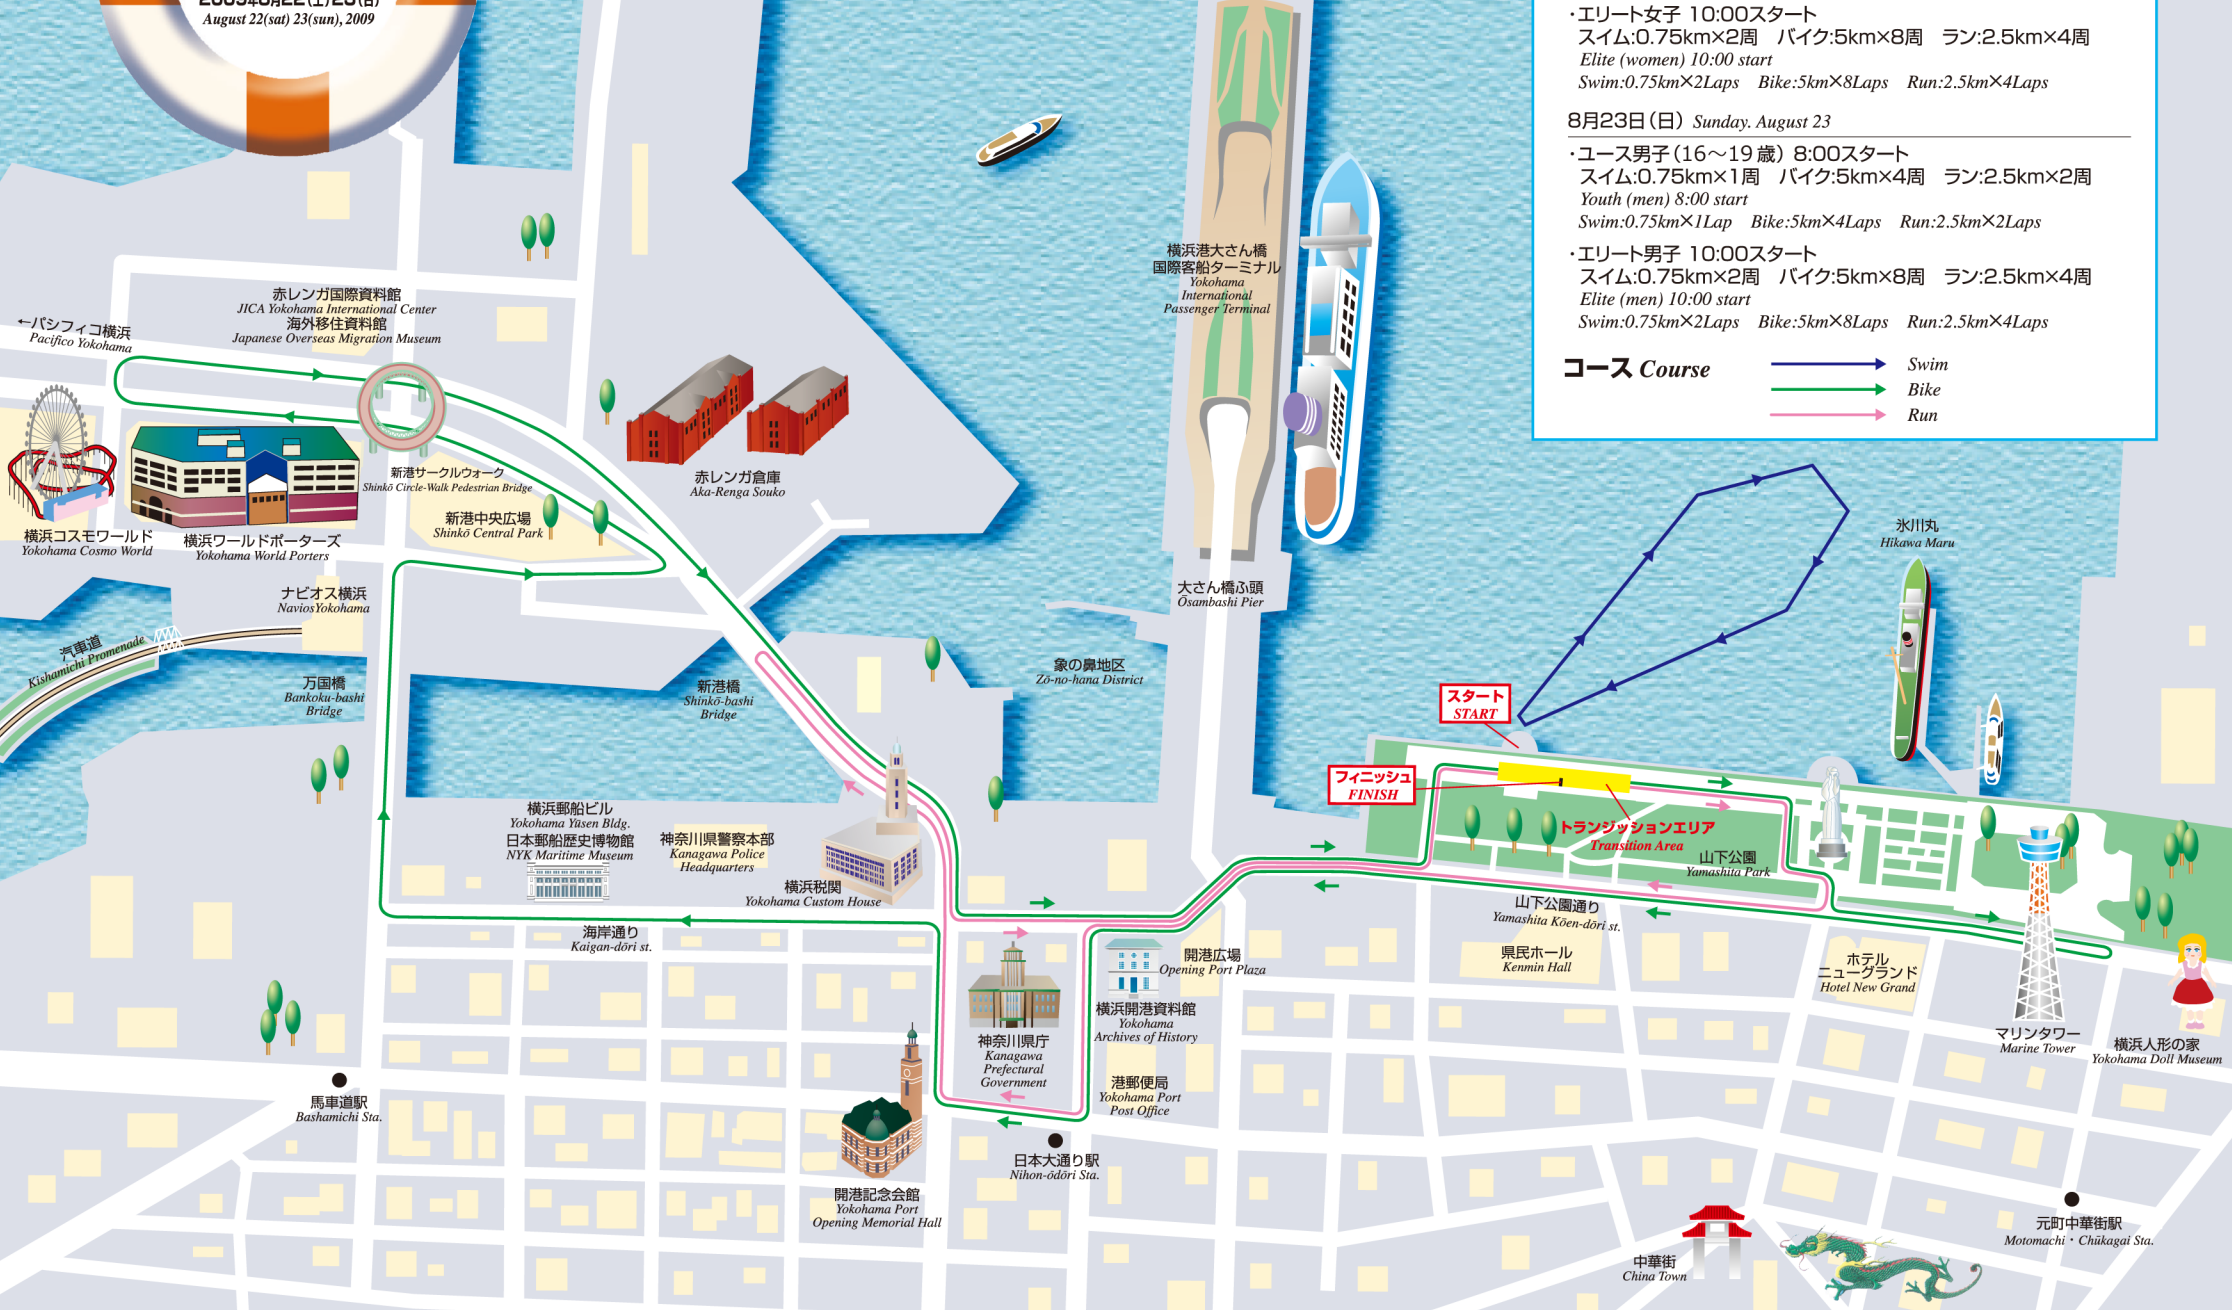 August 22(sat) 23(sun), 2009
・エリート女子 10:00スタート
スイム:0.75km×2周 バイク:5km×8周 ラン:2.5km×4周
Elite (women) 10:00 start
Swim:0.75km×2Laps Bike:5km×8Laps Run:2.5km×4Laps
8月23日(日) Sunday. August 23
・ユース男子(16〜19歳) 8:00スタート
スイム:0.75km×1周 バイク:5km×4周 ラン:2.5km×2周
Youth (men) 8:00 start
Swim:0.75km×1Lap Bike:5km×4Laps Run:2.5km×2Laps
・エリート男子 10:00スタート
スイム:0.75km×2周 バイク:5km×8周 ラン:2.5km×4周
Elite (men) 10:00 start
Swim:0.75km×2Laps Bike:5km×8Laps Run:2.5km×4Laps
コース Course
Swim
Bike
Run
横浜港大さん橋
国際客船ターミナル
Yokohama
International
Passenger Terminal
赤レンガ国際資料館
JICA Yokohama International Center
海外移住資料館
Japanese Overseas Migration Museum
←パシフィコ横浜
Pacifico Yokohama
新港サークルウォーク
Shinkō Circle-Walk Pedestrian Bridge
赤レンガ倉庫
Aka-Renga Souko
新港中央広場
Shinkō Central Park
横浜コスモワールド
Yokohama Cosmo World
横浜ワールドポーターズ
Yokohama World Porters
氷川丸
Hikawa Maru
ナビオス横浜
NaviosYokohama
大さん橋ふ頭
Ōsambashi Pier
汽車道
Kishamichi Promenade
万国橋
Bankoku-bashi
Bridge
新港橋
Shinkō-bashi
Bridge
象の鼻地区
Zō-no-hana District
スタート
START
フィニッシュ
FINISH
トランジッションエリア
Transition Area
山下公園
Yamashita Park
横浜郵船ビル
Yokohama Yūsen Bldg.
日本郵船歴史博物館
NYK Maritime Museum
神奈川県警察本部
Kanagawa Police
Headquarters
横浜税関
Yokohama Custom House
海岸通り
Kaigan-dōri st.
山下公園通り
Yamashita Kōen-dōri st.
開港広場
Opening Port Plaza
県民ホール
Kenmin Hall
ホテル
ニューグランド
Hotel New Grand
横浜開港資料館
Yokohama
Archives of History
神奈川県庁
Kanagawa
Prefectural
Government
マリンタワー
Marine Tower
横浜人形の家
Yokohama Doll Museum
港郵便局
Yokohama Port
Post Office
馬車道駅
Bashamichi Sta.
日本大通り駅
Nihon-ōdōri Sta.
開港記念会館
Yokohama Port
Opening Memorial Hall
元町中華街駅
Motomachi・Chūkagai Sta.
中華街
China Town